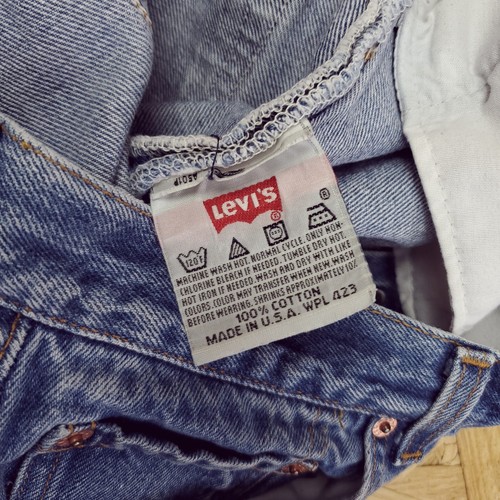 Levi's
®
120F
MACHINE WASH HOT. NORMAL CYCLE. ONLY NON-
CHLORINE BLEACH IF NEEDED. TUMBLE DRY HOT.
HOT IRON IF NEEDED WASH AND DRY WITH LIKE
COLORS. COLOR MAY TRANSFER WHEN NEW. WASH
BEFORE WEARING. SHRINKS APPROXIMATELY 10%
100% COTTON
MADE IN U.S.A. WPL 423